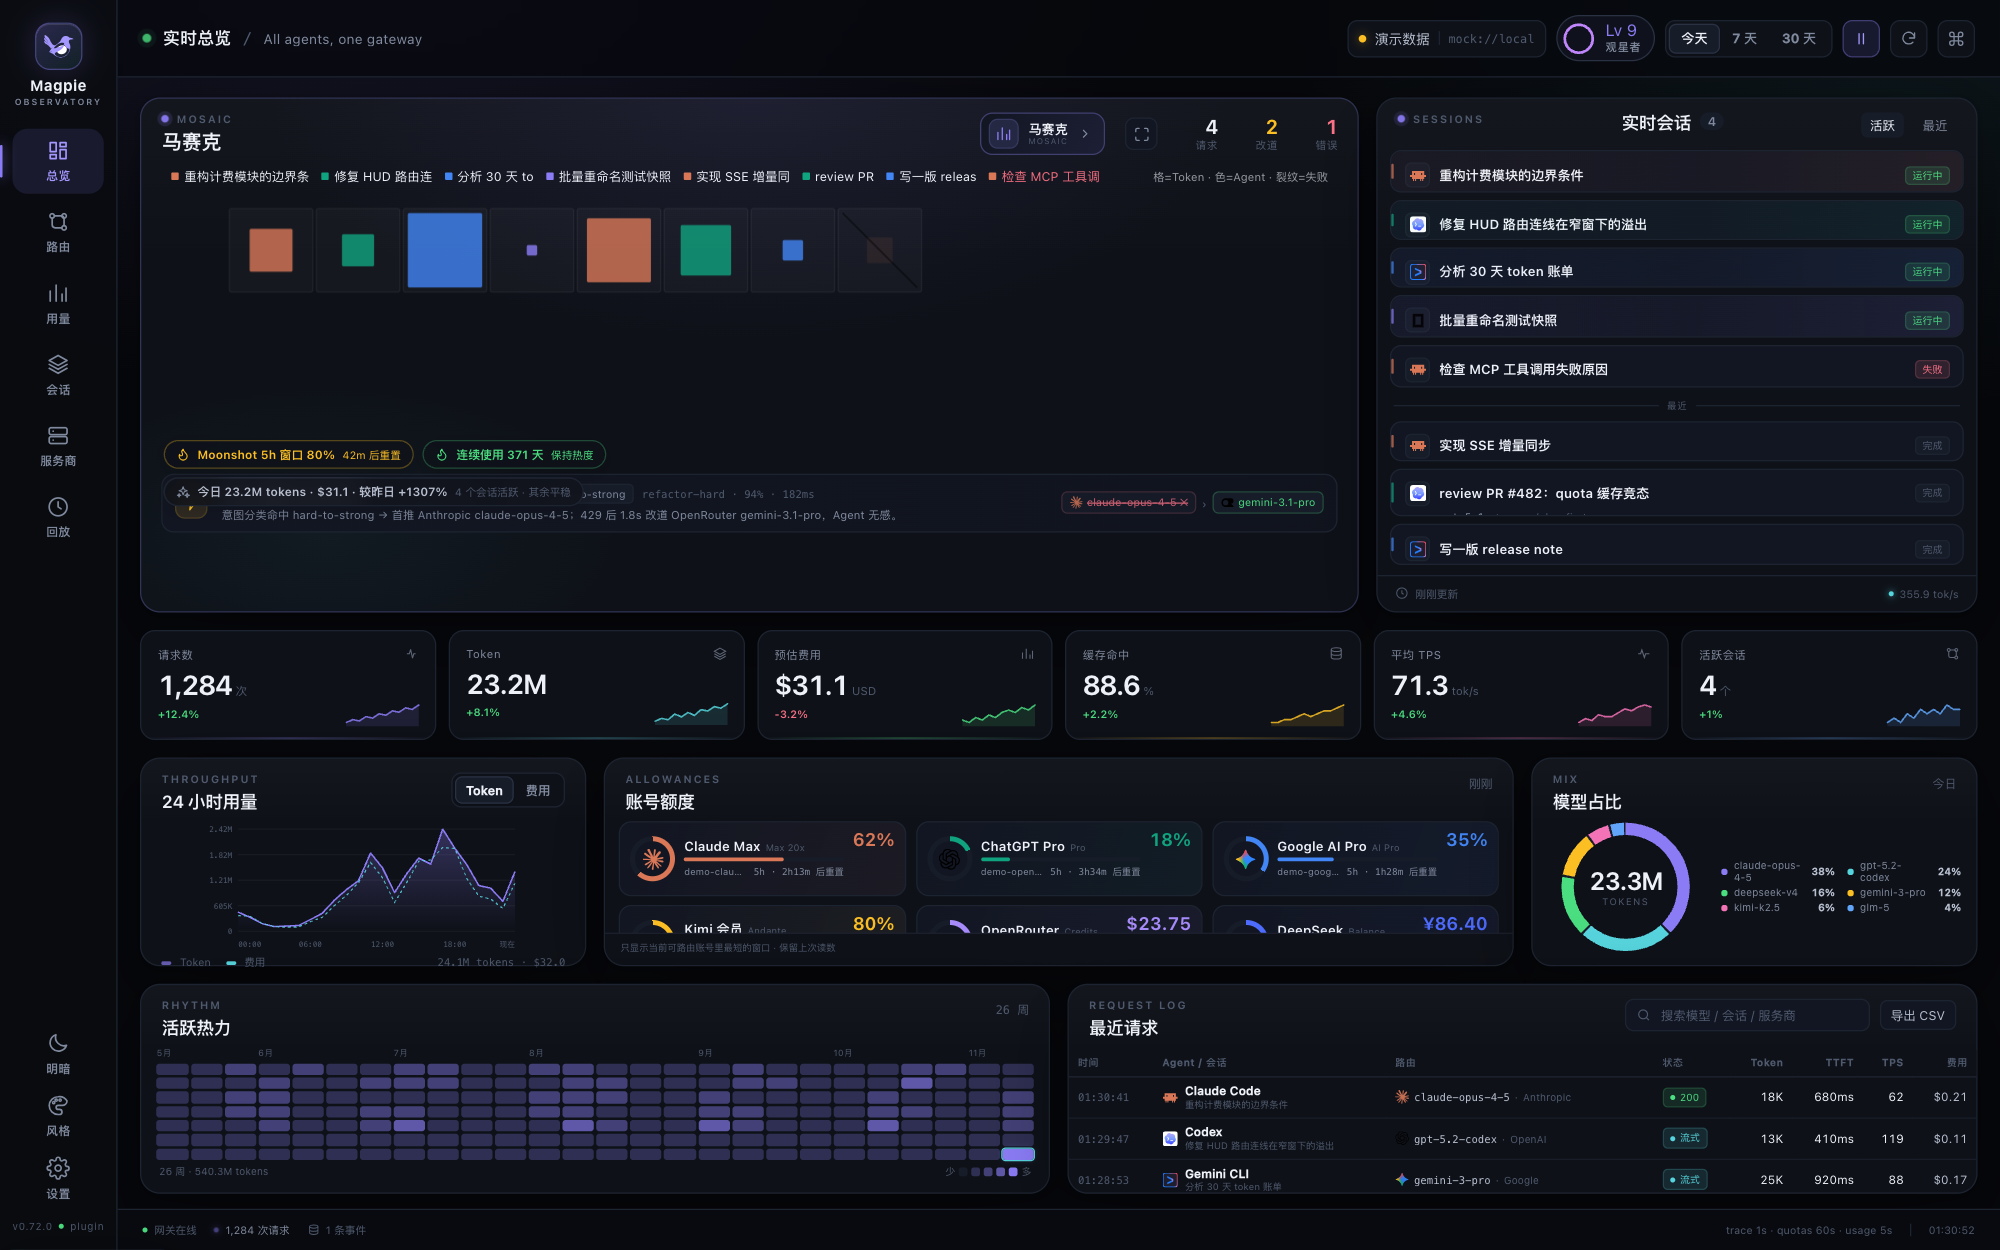 Magpie
OBSERVATORY
总览
路由
用量
会话
服务商
回放
明暗
风格
设置
v0.72.0 ● plugin
实时总览 / All agents, one gateway
演示数据 mock://local
Lv 9
观星者
今天 7 天 30 天
MOSAIC
马赛克
马赛克
MOSAIC
4 2 1
请求 改道 错误
重构计费模块的边界条 修复 HUD 路由连 分析 30 天 to 批量重命名测试快照 实现 SSE 增量同 review PR 写一版 releas 检查 MCP 工具调
格=Token · 色=Agent · 裂纹=失败
Moonshot 5h 窗口 80% 42m 后重置
连续使用 371 天 保持热度
今日 23.2M tokens · $31.1 · 较昨日 +1307% 4 个会话活跃 · 其余平稳
o-strong refactor-hard · 94% · 182ms
意图分类命中 hard-to-strong → 首推 Anthropic claude-opus-4-5；429 后 1.8s 改道 OpenRouter gemini-3.1-pro，Agent 无感。
claude-opus-4-5 ✕ › gemini-3.1-pro
SESSIONS
实时会话 4
活跃 最近
重构计费模块的边界条件 运行中
修复 HUD 路由连线在窄窗下的溢出 运行中
分析 30 天 token 账单 运行中
批量重命名测试快照 运行中
检查 MCP 工具调用失败原因 失败
最近
实现 SSE 增量同步 完成
review PR #482：quota 缓存竞态 完成
写一版 release note 完成
刚刚更新 355.9 tok/s
请求数
1,284 次
+12.4%
Token
23.2M
+8.1%
预估费用
$31.1 USD
-3.2%
缓存命中
88.6 %
+2.2%
平均 TPS
71.3 tok/s
+4.6%
活跃会话
4 个
+1%
THROUGHPUT
24 小时用量
Token 费用
2.42M
1.82M
1.21M
605K
0
00:00 06:00 12:00 18:00 现在
Token 费用 24.1M tokens · $32.0
ALLOWANCES
账号额度
刚刚
Claude Max Max 20x 62%
demo-clau… 5h · 2h13m 后重置
ChatGPT Pro Pro 18%
demo-open… 5h · 3h34m 后重置
Google AI Pro AI Pro 35%
demo-goog… 5h · 1h28m 后重置
Kimi 会员 Andante 80%
OpenRouter Credits $23.75
DeepSeek Balance ¥86.40
只显示当前可路由账号里最短的窗口 · 保留上次读数
MIX
模型占比
今日
23.3M
TOKENS
claude-opus-4-5 38%
gpt-5.2-codex 24%
deepseek-v4 16%
gemini-3-pro 12%
kimi-k2.5 6%
glm-5 4%
RHYTHM
活跃热力
26 周
5月 6月 7月 8月 9月 10月 11月
26 周 · 540.3M tokens
少 多
REQUEST LOG
最近请求
搜索模型 / 会话 / 服务商
导出 CSV
时间 Agent / 会话 路由 状态 Token TTFT TPS 费用
01:30:41 Claude Code claude-opus-4-5 · Anthropic 200 18K 680ms 62 $0.21
重构计费模块的边界条件
01:29:47 Codex gpt-5.2-codex · OpenAI 流式 13K 410ms 119 $0.11
修复 HUD 路由连线在窄窗下的溢出
01:28:53 Gemini CLI gemini-3-pro · Google 流式 25K 920ms 88 $0.17
分析 30 天 token 账单
网关在线 1,284 次请求 1 条事件
trace 1s · quotas 60s · usage 5s 01:30:52